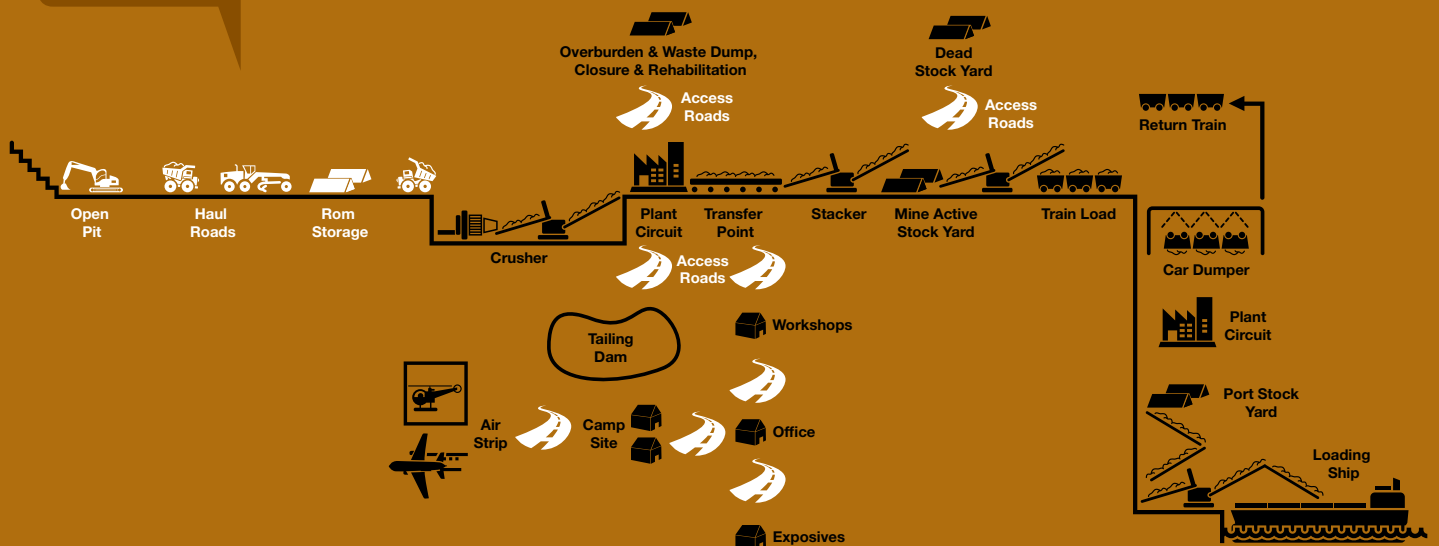 Overburden & Waste Dump,
Closure & Rehabilitation
Dead
Stock Yard
Access
Roads
Access
Roads
Return Train
Open
Pit
Haul
Roads
Rom
Storage
Crusher
Plant
Circuit
Transfer
Point
Stacker
Mine Active
Stock Yard
Train Load
Car Dumper
Access
Roads
Plant
Circuit
Workshops
Tailing
Dam
Air
Strip
Camp
Site
Office
Port Stock
Yard
Loading
Ship
Exposives